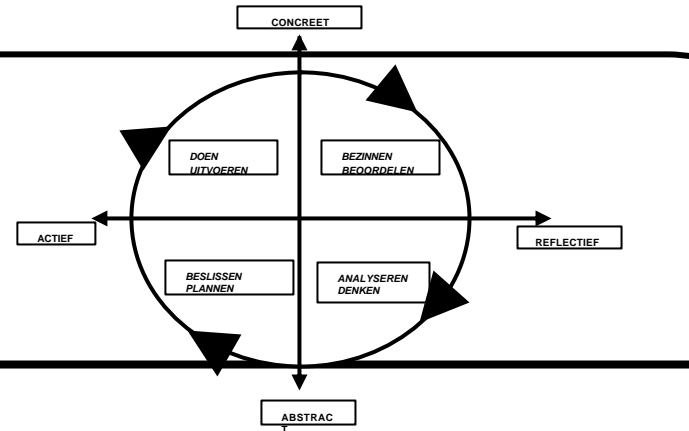 CONCREET
DOEN
UITVOEREN
BEZINNEN
BEOORDELEN
ACTIEF
REFLECTIEF
BESLISSEN
PLANNEN
ANALYSEREN
DENKEN
ABSTRAC
T